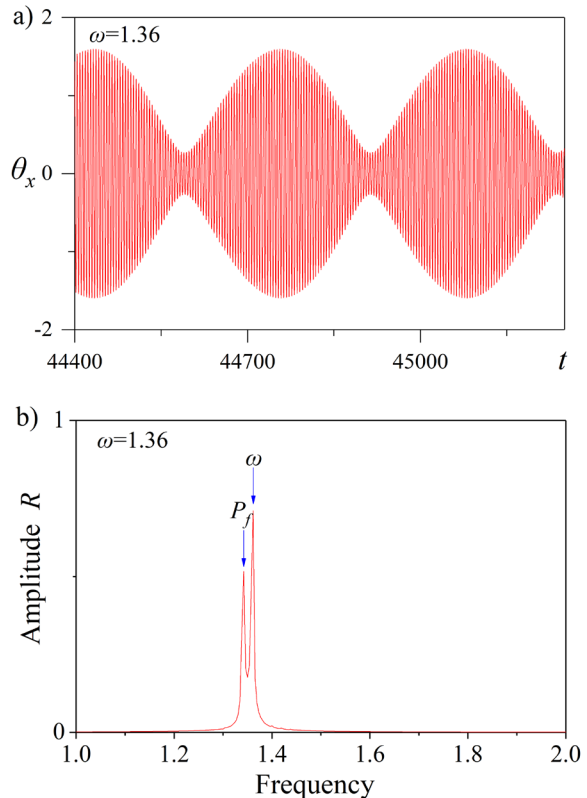 a)
ω=1.36
2
0
-2
θx
44400
44700
45000
t
b)
ω=1.36
1
0
Amplitude R
ω
Pf
1.0
1.2
1.4
1.6
1.8
2.0
Frequency